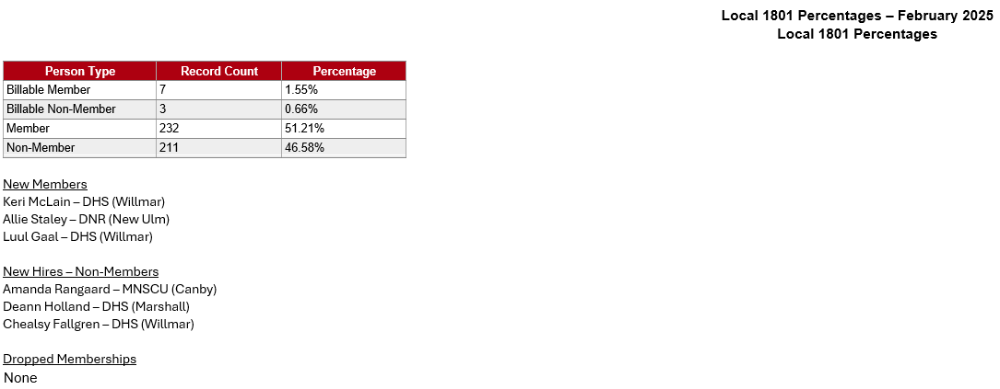 Local 1801 Percentages – February 2025
Local 1801 Percentages
Person Type Record Count Percentage
Billable Member 7 1.55%
Billable Non-Member 3 0.66%
Member 232 51.21%
Non-Member 211 46.58%
New Members
Keri McLain – DHS (Willmar)
Allie Staley – DNR (New Ulm)
Luul Gaal – DHS (Willmar)
New Hires – Non-Members
Amanda Rangaard – MNSCU (Canby)
Deann Holland – DHS (Marshall)
Chealsy Fallgren – DHS (Willmar)
Dropped Memberships
None